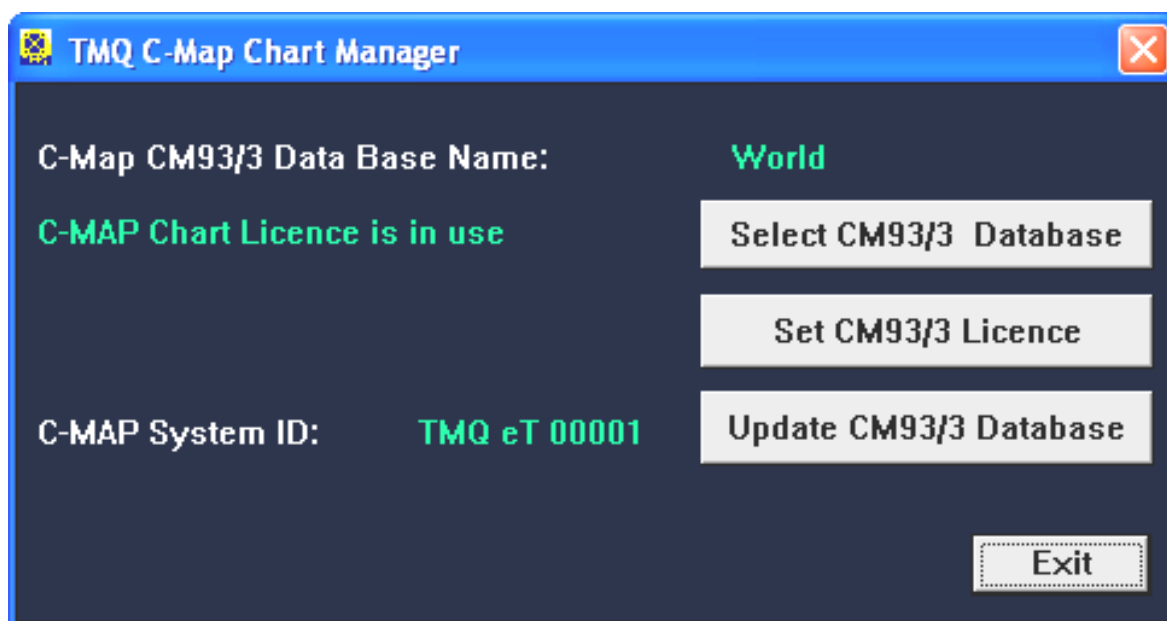 TMQ C-Map Chart Manager
C-Map CM93/3 Data Base Name: World
C-MAP Chart Licence is in use
Select CM93/3 Database
Set CM93/3 Licence
C-MAP System ID: TMQ eT 00001
Update CM93/3 Database
Exit